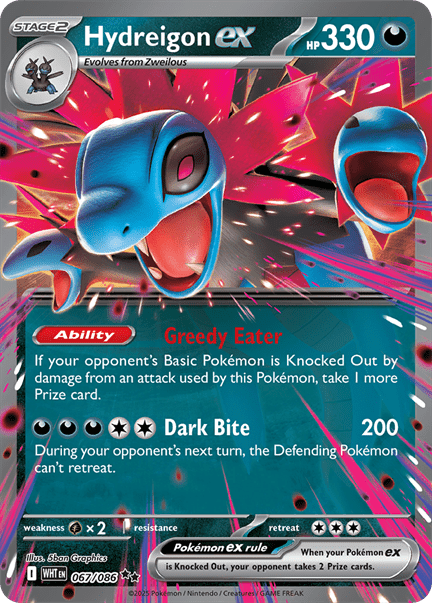 STAGE2
Hydreigon ex HP 330
Evolves from Zweilous
Ability Greedy Eater
If your opponent's Basic Pokémon is Knocked Out by
damage from an attack used by this Pokémon, take 1 more
Prize card.
Dark Bite 200
During your opponent's next turn, the Defending Pokémon
can't retreat.
weakness ×2 resistance retreat
Illus. 5ban Graphics
Pokémon ex rule When your Pokémon ex
is Knocked Out, your opponent takes 2 Prize cards.
I WHT EN 067/086
©2025 Pokémon / Nintendo / Creatures / GAME FREAK